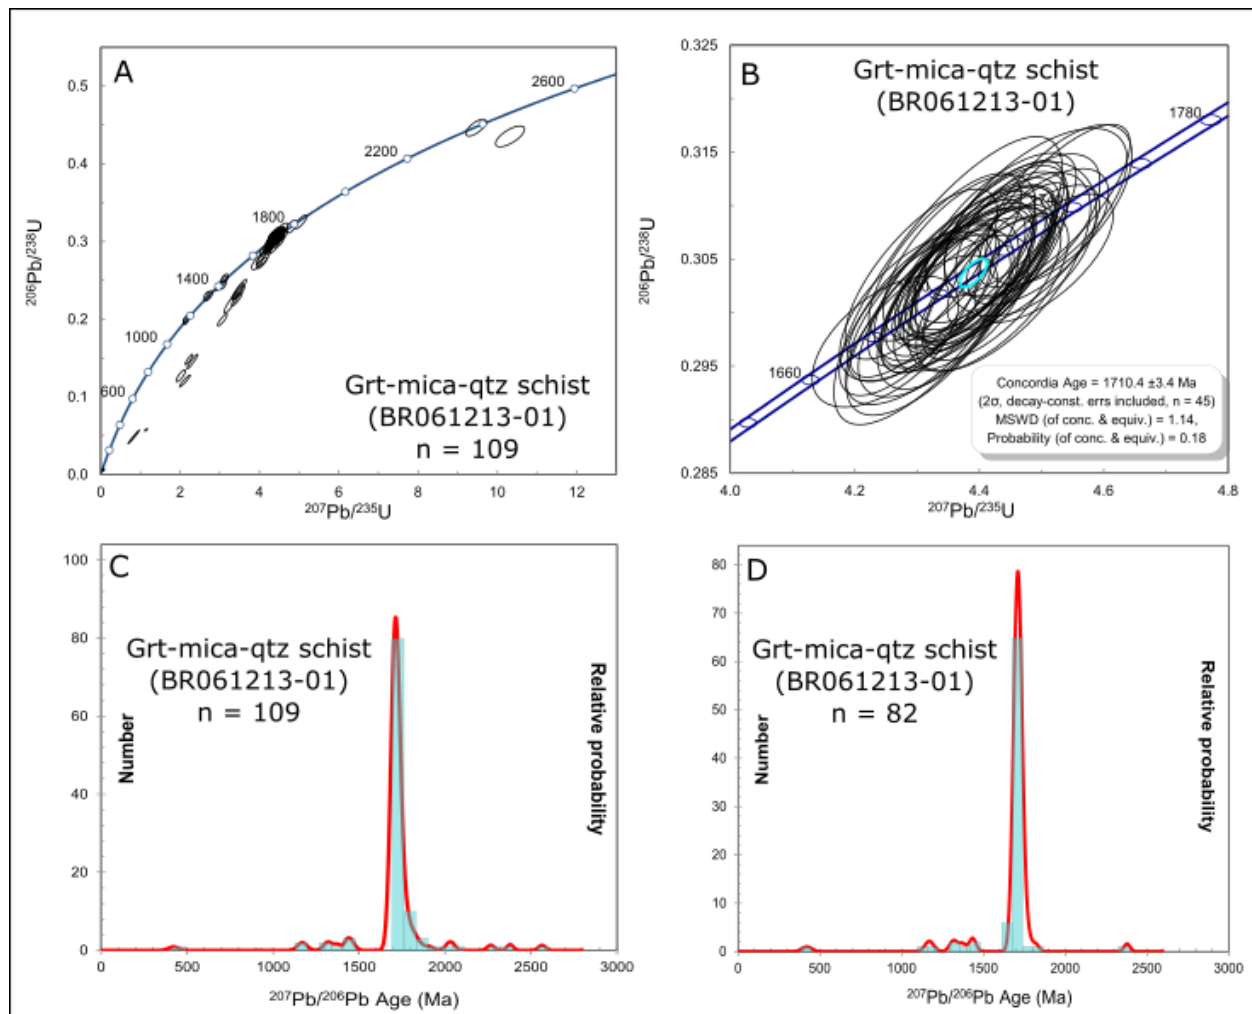 A
0.5
0.4
0.3
0.2
0.1
0.0
²⁰⁶Pb/²³⁸U
2600
2200
1800
1400
1000
600
Grt-mica-qtz schist
(BR061213-01)
n = 109
0 2 4 6 8 10 12
²⁰⁷Pb/²³⁵U
B
Grt-mica-qtz schist
(BR061213-01)
0.325
0.315
0.305
0.295
0.285
²⁰⁶Pb/²³⁸U
1780
1660
Concordia Age = 1710.4 ±3.4 Ma
(2σ, decay-const. errs included, n = 45)
MSWD (of conc. & equiv.) = 1.14,
Probability (of conc. & equiv.) = 0.18
4.0 4.2 4.4 4.6 4.8
²⁰⁷Pb/²³⁵U
C
100
80
60
40
20
0
Grt-mica-qtz schist
(BR061213-01)
n = 109
Number
Relative probability
0 500 1000 1500 2000 2500 3000
²⁰⁷Pb/²⁰⁶Pb Age (Ma)
D
80
70
60
50
40
30
20
10
0
Grt-mica-qtz schist
(BR061213-01)
n = 82
Number
Relative probability
0 500 1000 1500 2000 2500 3000
²⁰⁷Pb/²⁰⁶Pb Age (Ma)